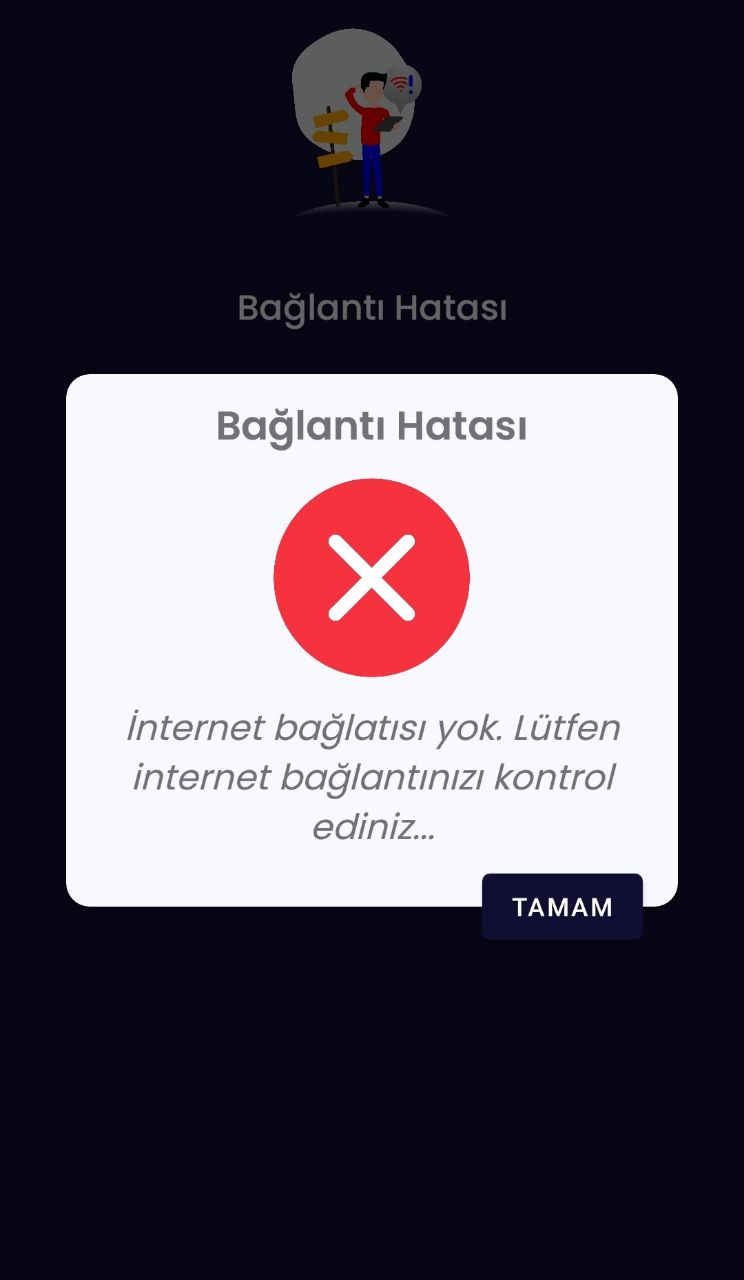 Bağlantı Hatası
Bağlantı Hatası
İnternet bağlatısı yok. Lütfen
internet bağlantınızı kontrol
ediniz...
TAMAM